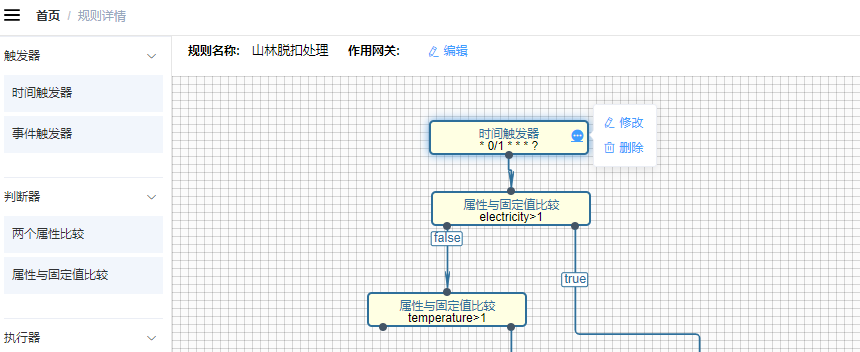 首页 / 规则详情
触发器
时间触发器
事件触发器
判断器
两个属性比较
属性与固定值比较
执行器
规则名称: 山林脱扣处理 作用网关: 编辑
时间触发器
* 0/1 * * * ?
修改
删除
属性与固定值比较
electricity>1
false
true
属性与固定值比较
temperature>1